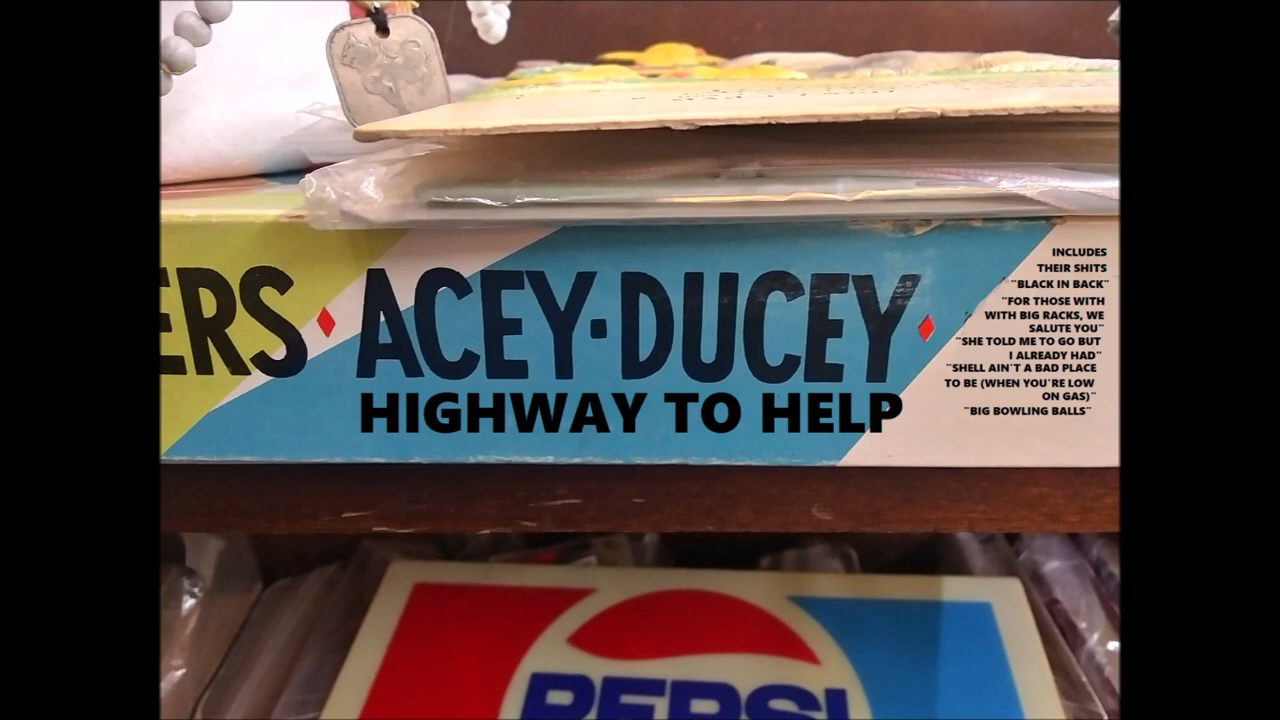 ERS ACEY·DUCEY
HIGHWAY TO HELP
INCLUDES
THEIR SHITS
"BLACK IN BACK"
"FOR THOSE WITH
WITH BIG RACKS, WE
SALUTE YOU"
"SHE TOLD ME TO GO BUT
I ALREADY HAD"
"SHELL AIN'T A BAD PLACE
TO BE (WHEN YOU'RE LOW
ON GAS)"
"BIG BOWLING BALLS"
PEPSI